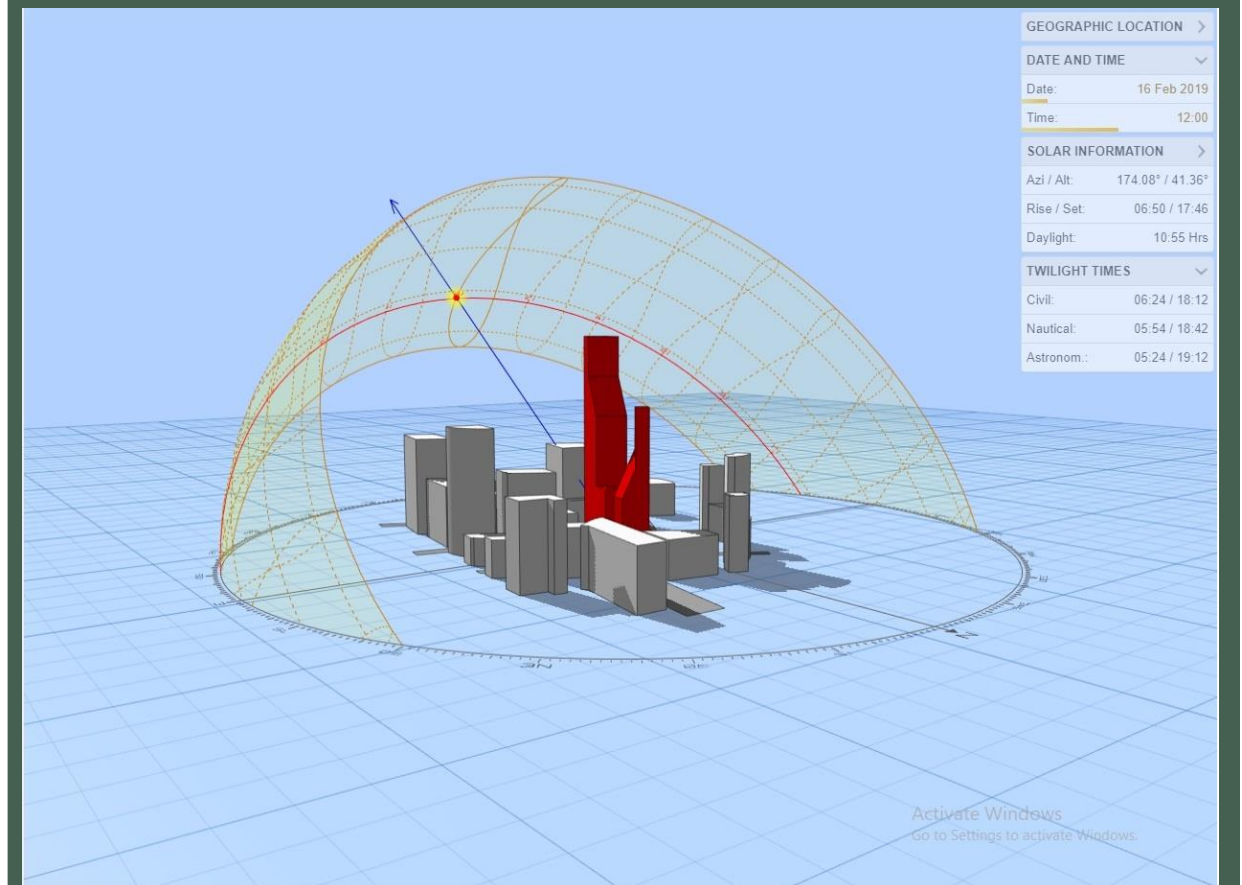 GEOGRAPHIC LOCATION
DATE AND TIME
Date: 16 Feb 2019
Time: 12:00
SOLAR INFORMATION
Azi / Alt: 174.08° / 41.36°
Rise / Set: 06:50 / 17:46
Daylight: 10:55 Hrs
TWILIGHT TIMES
Civil: 06:24 / 18:12
Nautical: 05:54 / 18:42
Astronom.: 05:24 / 19:12
NE
N
Activate Windows
Go to Settings to activate Windows.